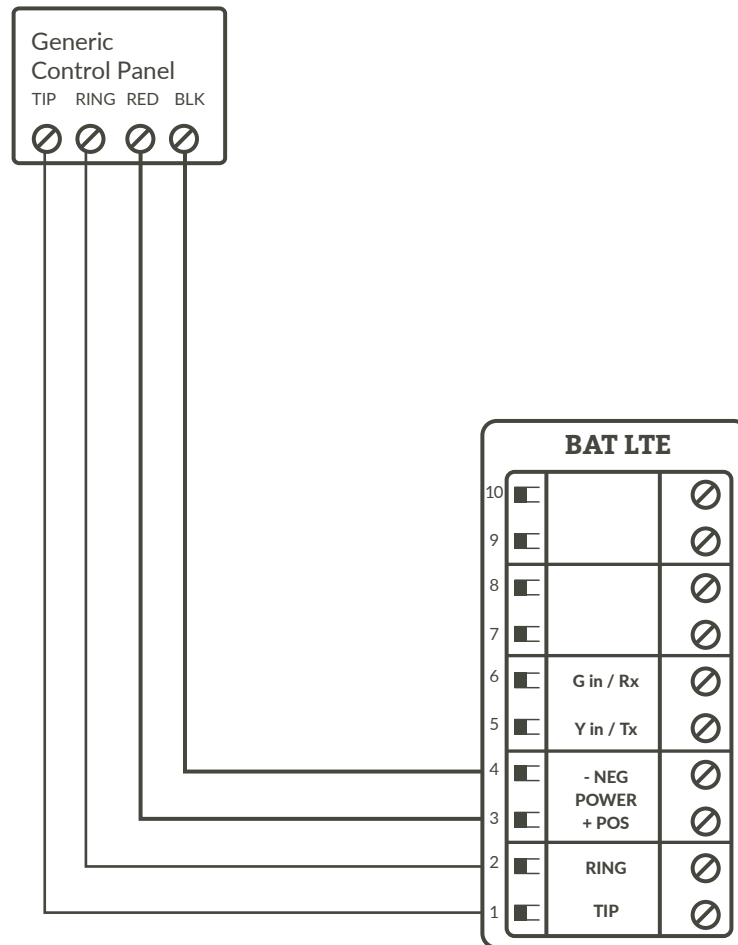 Generic
Control Panel
TIP RING RED BLK
BAT LTE
10
9
8
7
6 G in / Rx
5 Y in / Tx
4 - NEG
POWER
3 + POS
2 RING
1 TIP